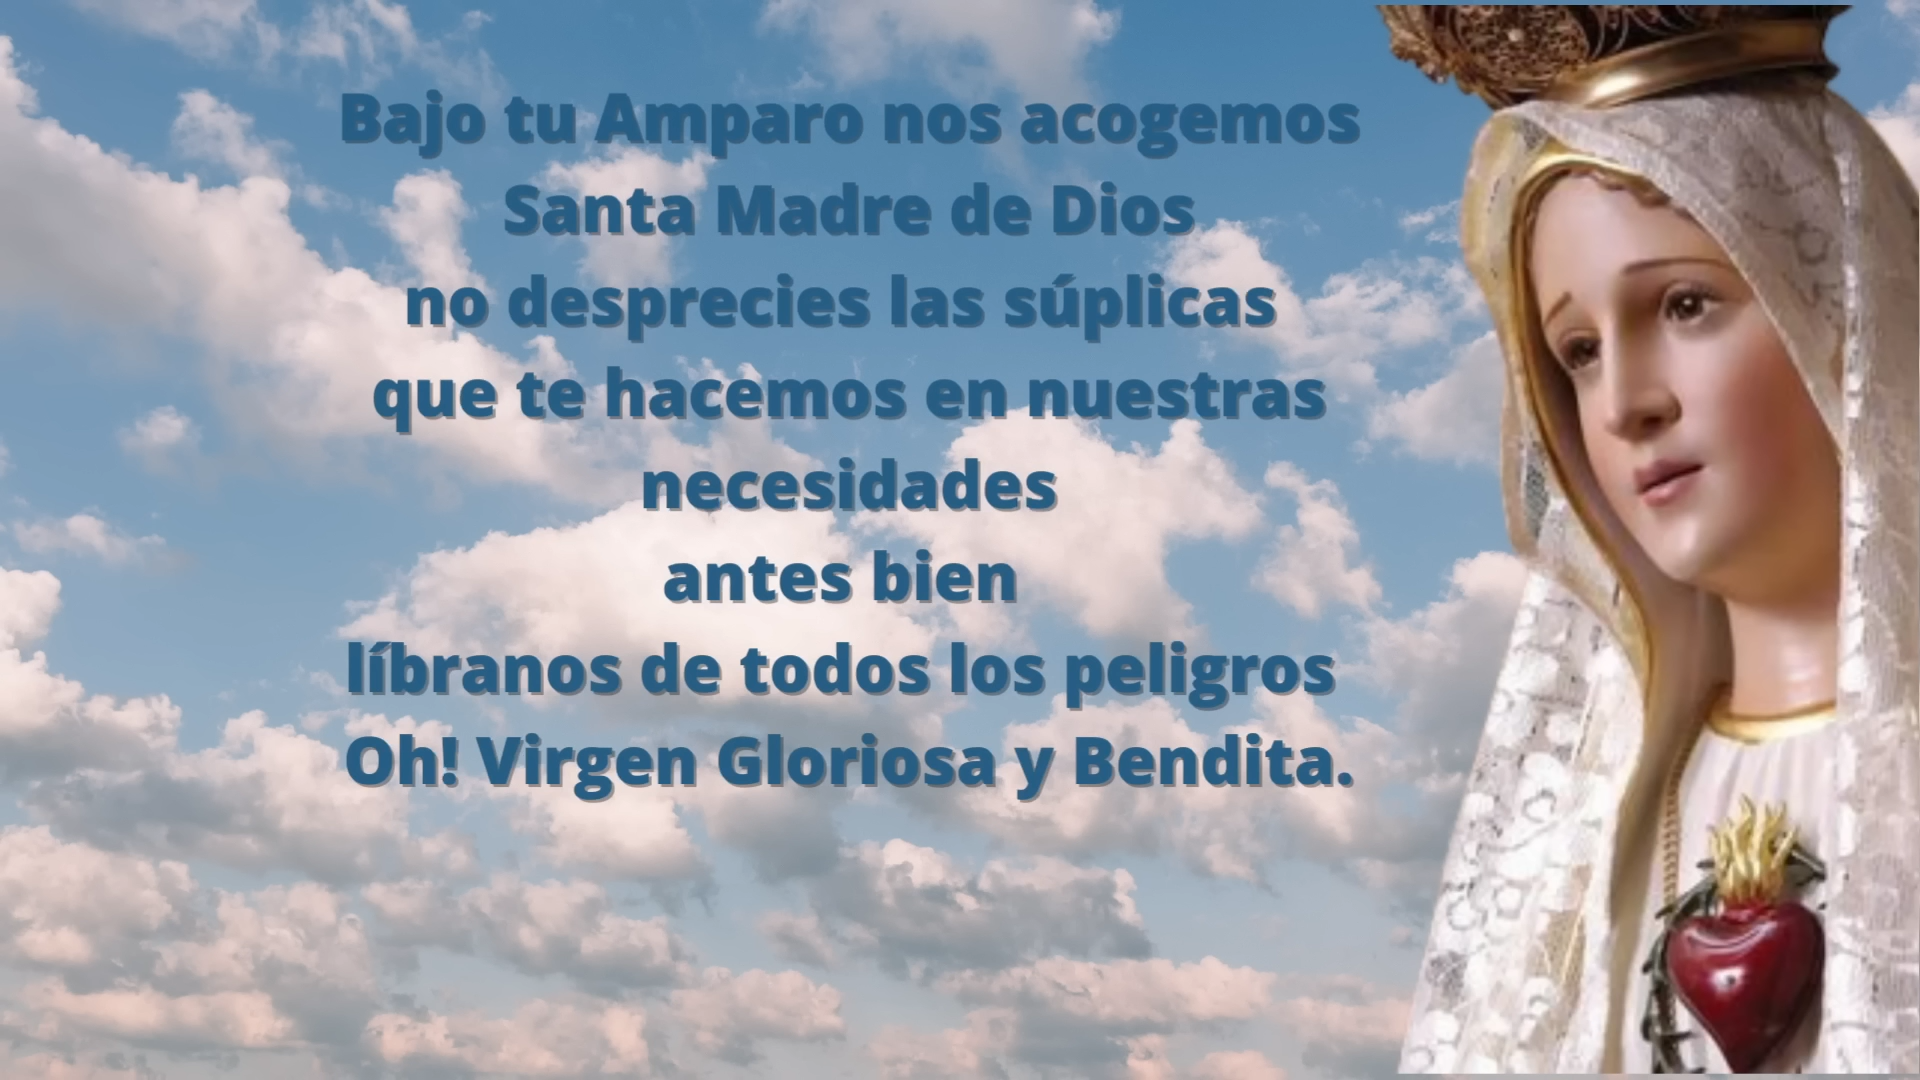 Bajo tu Amparo nos acogemos
Santa Madre de Dios
no desprecies las súplicas
que te hacemos en nuestras
necesidades
antes bien
líbranos de todos los peligros
Oh! Virgen Gloriosa y Bendita.